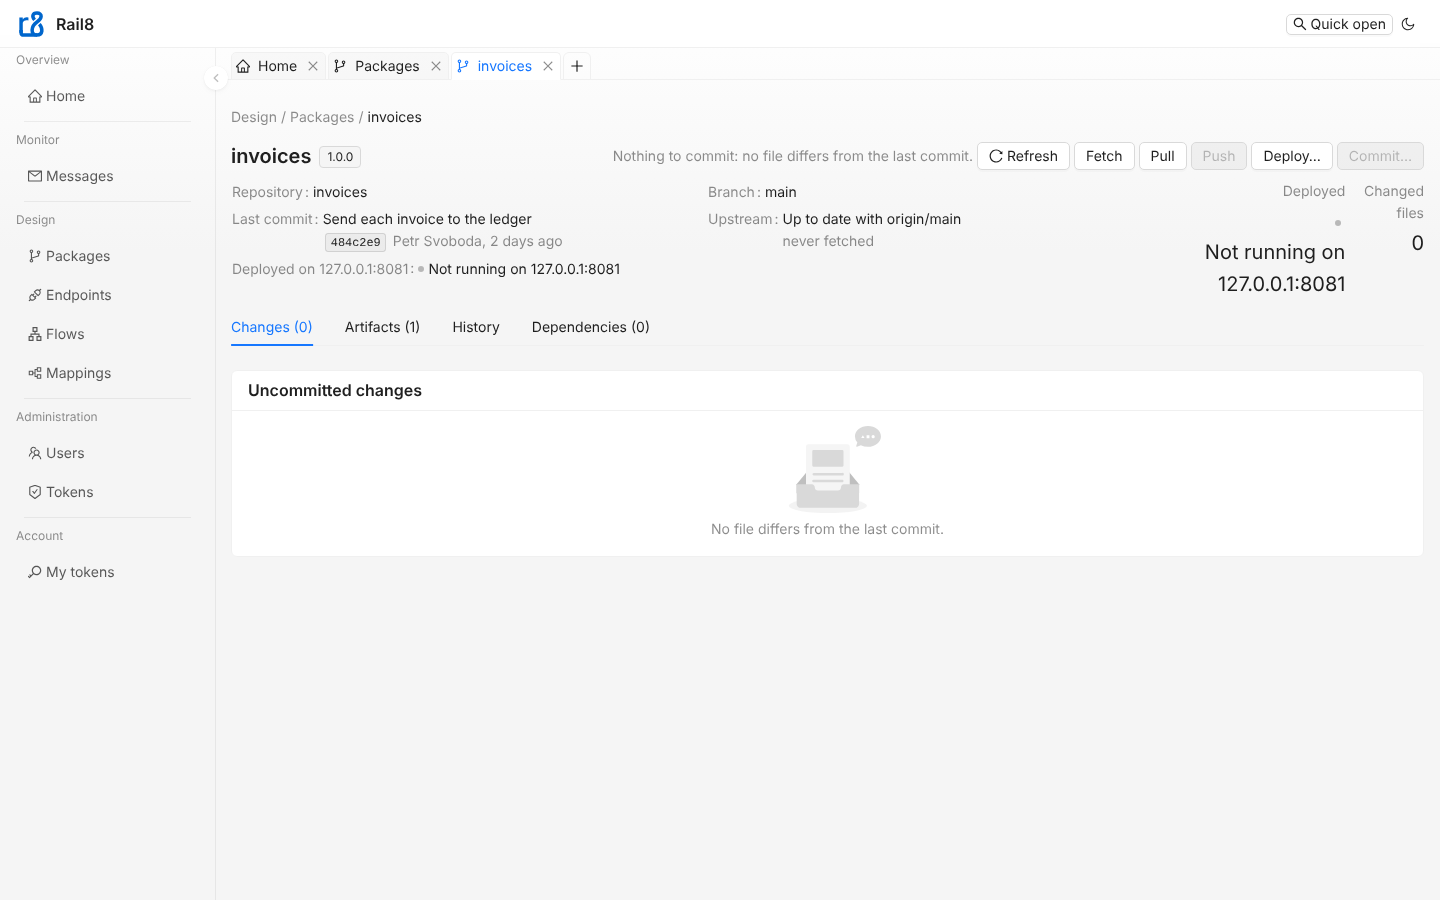 Rail8
Quick open
Overview
Home
Monitor
Messages
Design
Packages
Endpoints
Flows
Mappings
Administration
Users
Tokens
Account
My tokens
Home
Packages
invoices
Design / Packages / invoices
invoices 1.0.0
Nothing to commit: no file differs from the last commit. Refresh Fetch Pull Push Deploy... Commit...
Repository: invoices
Branch: main
Last commit: Send each invoice to the ledger
484c2e9 Petr Svoboda, 2 days ago
Upstream: Up to date with origin/main
never fetched
Deployed on 127.0.0.1:8081: Not running on 127.0.0.1:8081
Deployed
Not running on
127.0.0.1:8081
Changed
files
0
Changes (0) Artifacts (1) History Dependencies (0)
Uncommitted changes
No file differs from the last commit.